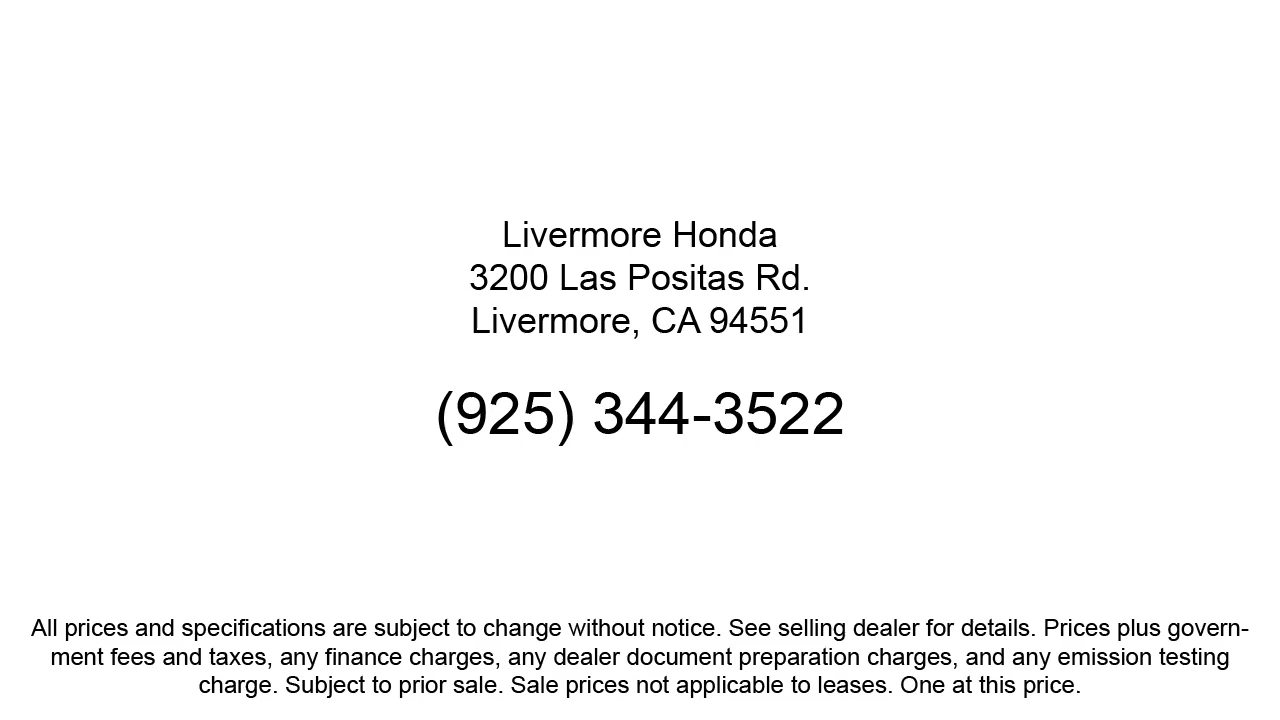 Livermore Honda
3200 Las Positas Rd.
Livermore, CA 94551
(925) 344-3522
All prices and specifications are subject to change without notice. See selling dealer for details. Prices plus govern-
ment fees and taxes, any finance charges, any dealer document preparation charges, and any emission testing
charge. Subject to prior sale. Sale prices not applicable to leases. One at this price.